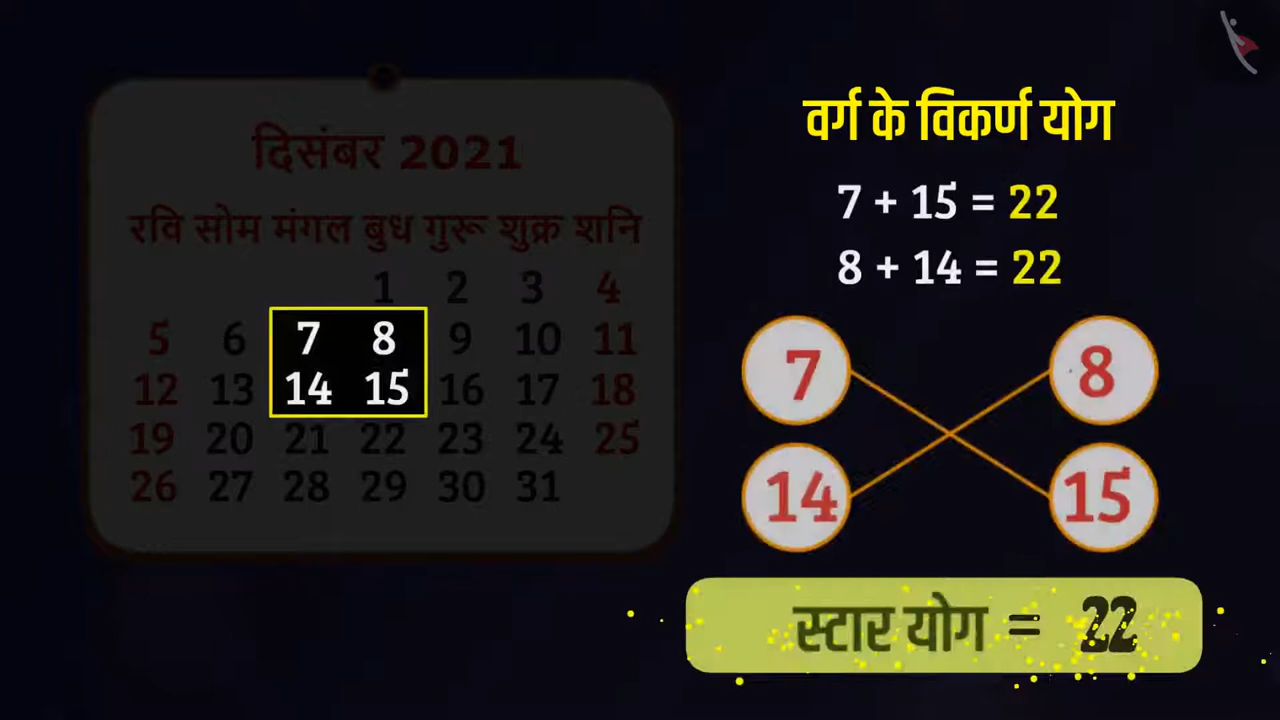 दिसंबर 2021
रवि सोम मंगल बुध गुरू शुक्र शनि
1 2 3 4
5 6 7 8 9 10 11
12 13 14 15 16 17 18
19 20 21 22 23 24 25
26 27 28 29 30 31
वर्ग के विकर्ण योग
7 + 15 = 22
8 + 14 = 22
7 8
14 15
स्टार योग = 22